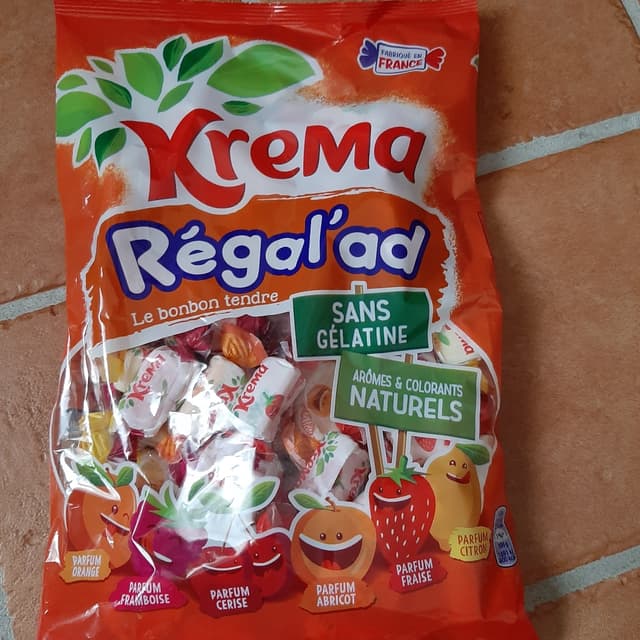 FABRIQUÉ EN
FRANCE
Krema
Régal'ad
Le bonbon tendre
SANS
GÉLATINE
ARÔMES & COLORANTS
NATURELS
Krema
Krema
PARFUM
ORANGE
PARFUM
FRAMBOISE
PARFUM
CERISE
PARFUM
ABRICOT
PARFUM
FRAISE
PARFUM
CITRON